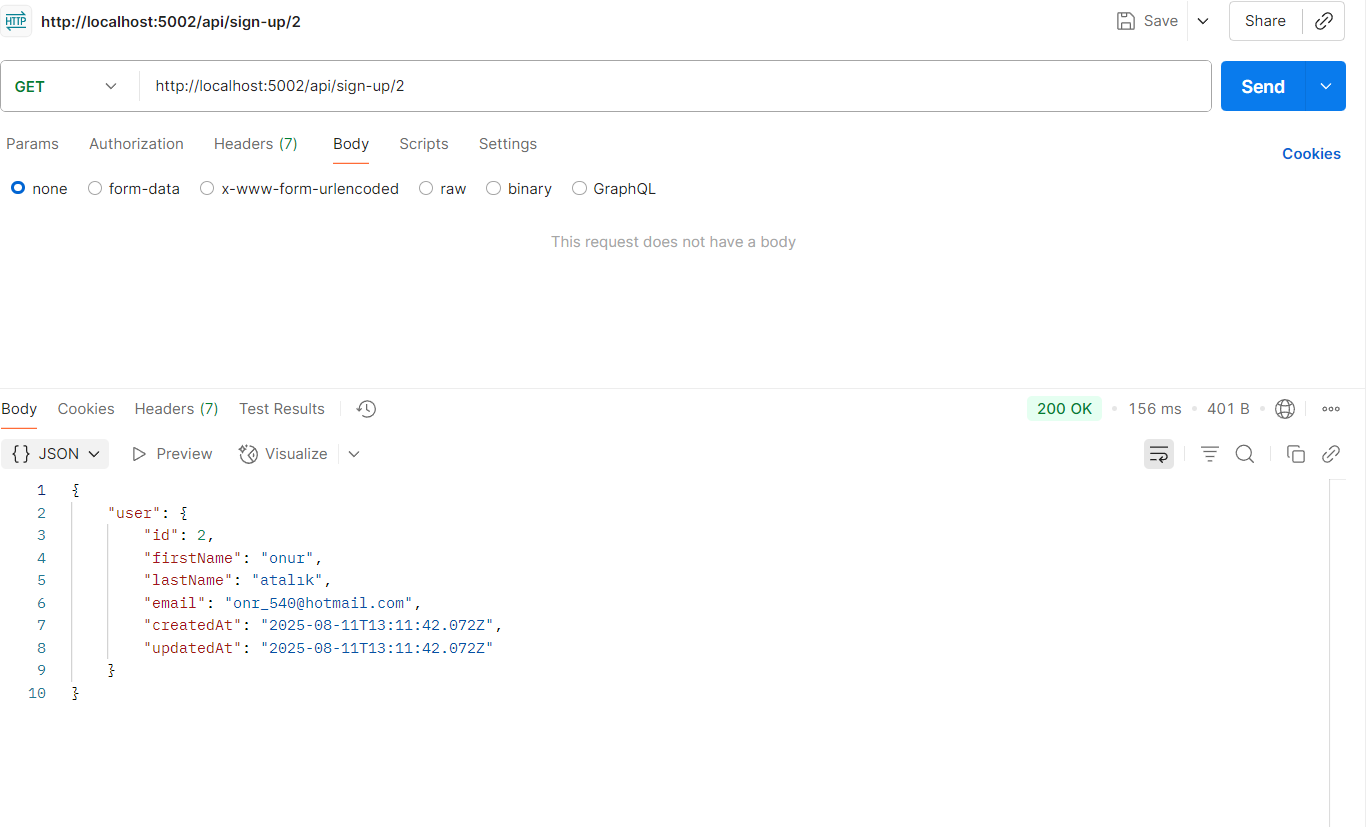 HTTP http://localhost:5002/api/sign-up/2 Save Share
GET http://localhost:5002/api/sign-up/2 Send
Params Authorization Headers (7) Body Scripts Settings Cookies
none form-data x-www-form-urlencoded raw binary GraphQL
This request does not have a body
Body Cookies Headers (7) Test Results 200 OK • 156 ms • 401 B •
{} JSON Preview Visualize
1 {
2 "user": {
3 "id": 2,
4 "firstName": "onur",
5 "lastName": "atalık",
6 "email": "onr_540@hotmail.com",
7 "createdAt": "2025-08-11T13:11:42.072Z",
8 "updatedAt": "2025-08-11T13:11:42.072Z"
9 }
10 }